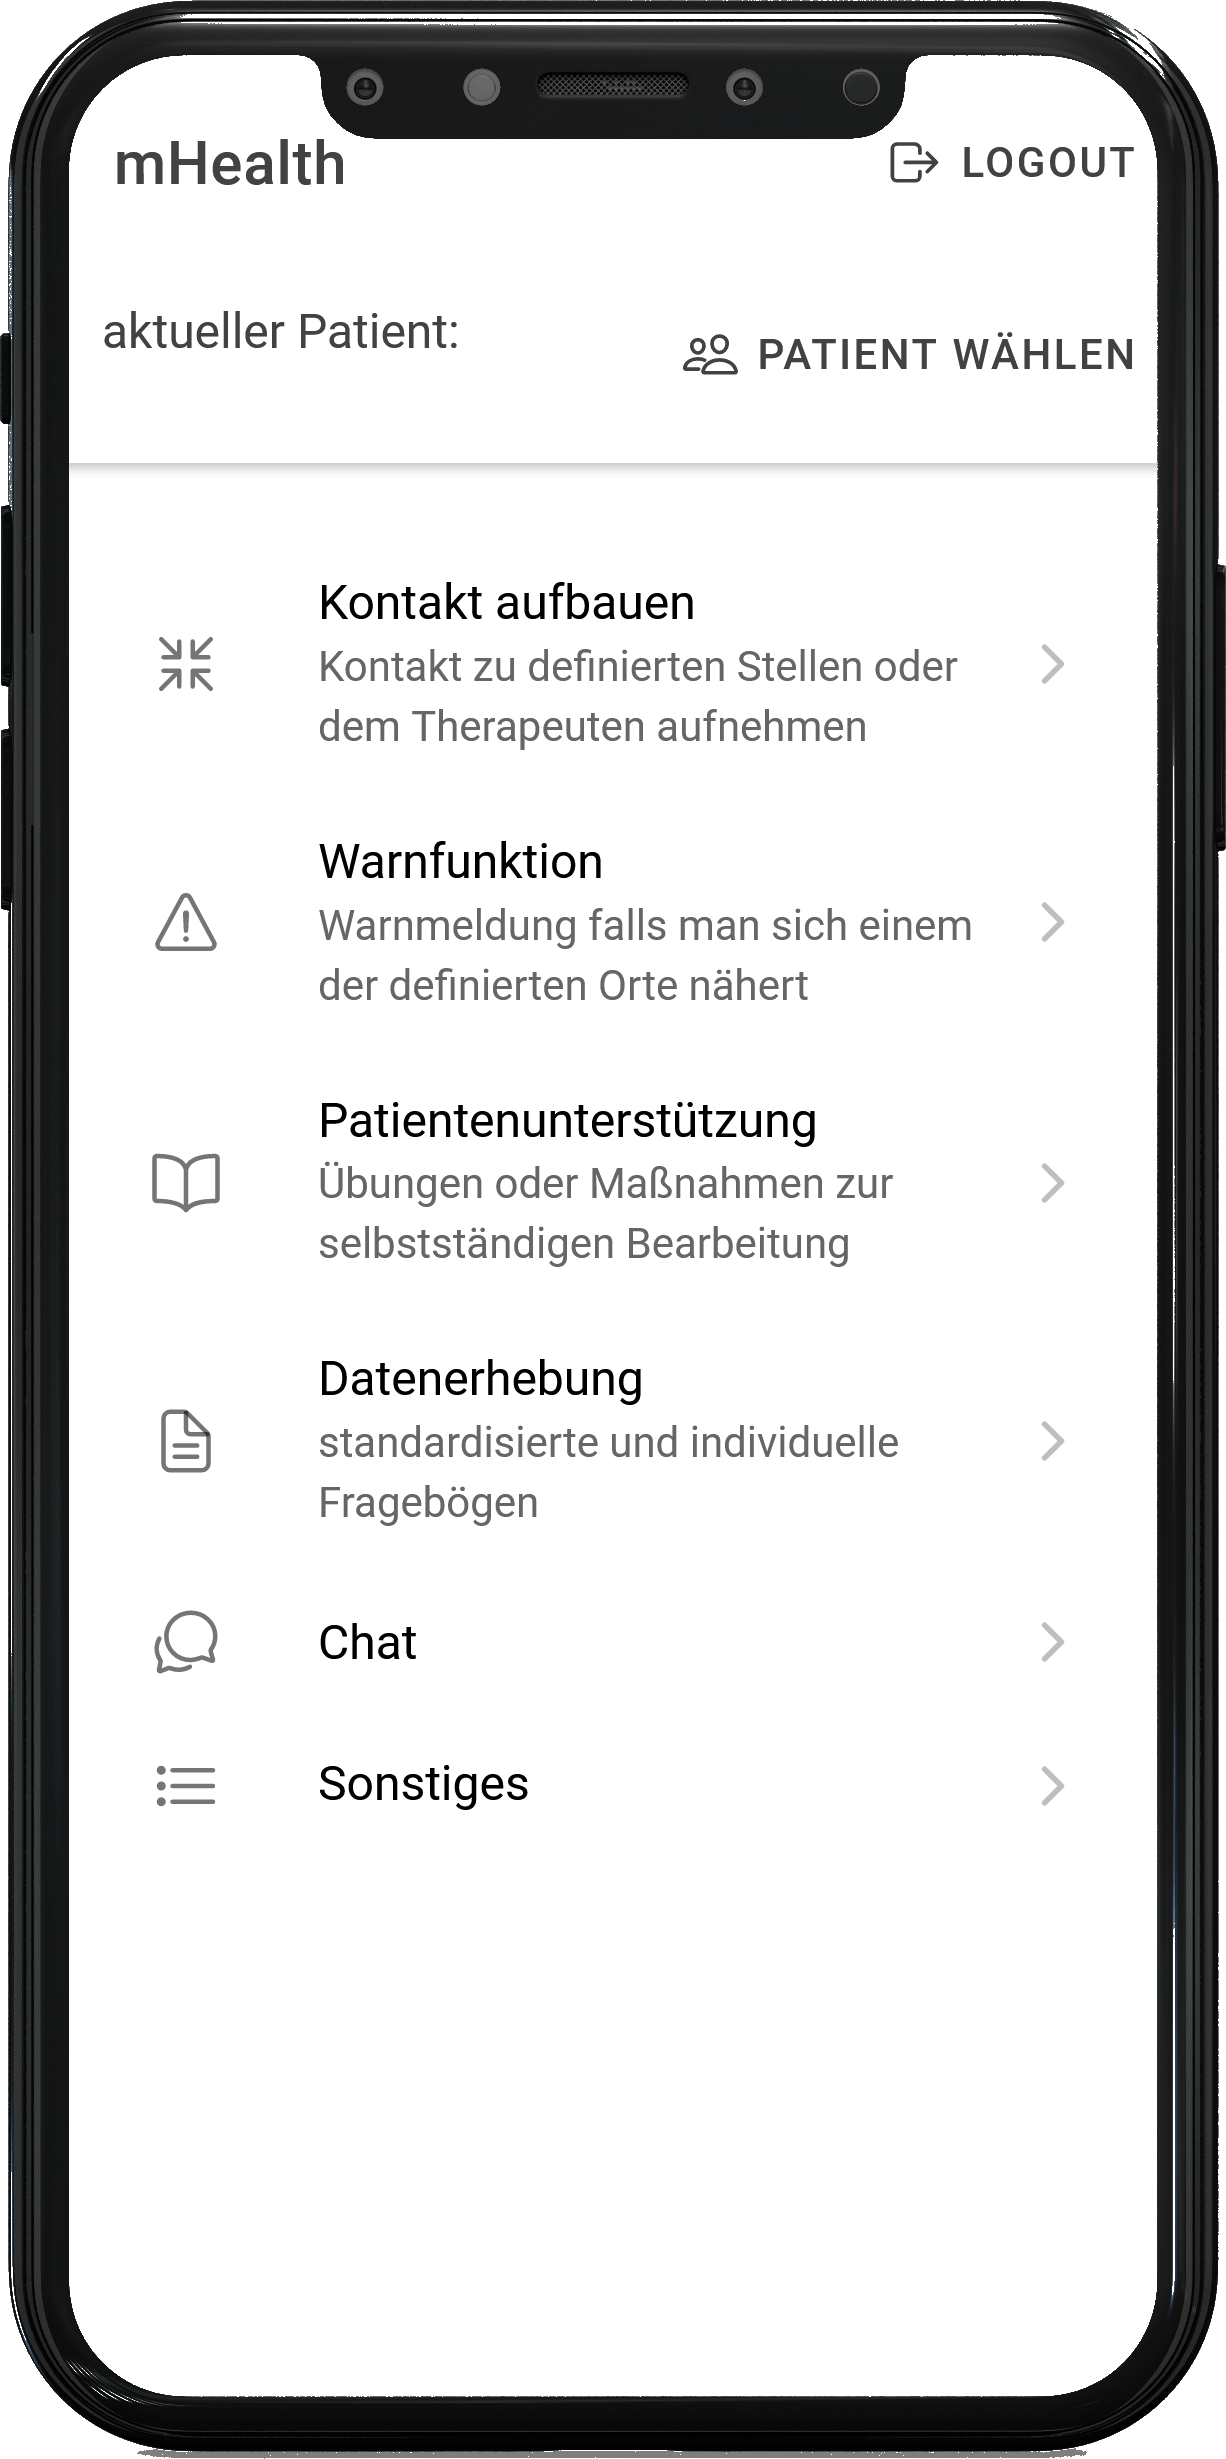 mHealth
LOGOUT
aktueller Patient:
PATIENT WÄHLEN
Kontakt aufbauen
Kontakt zu definierten Stellen oder
dem Therapeuten aufnehmen
Warnfunktion
Warnmeldung falls man sich einem
der definierten Orte nähert
Patientenunterstützung
Übungen oder Maßnahmen zur
selbstständigen Bearbeitung
Datenerhebung
standardisierte und individuelle
Fragebögen
Chat
Sonstiges